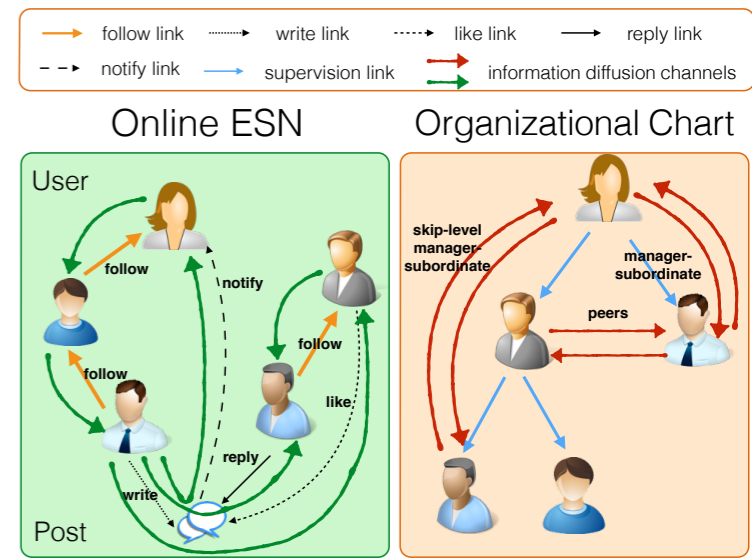 follow link
write link
like link
reply link
notify link
supervision link
information diffusion channels
Online ESN
Organizational Chart
User
follow
notify
follow
follow
like
reply
write
Post
skip-level
manager-
subordinate
manager-
subordinate
peers